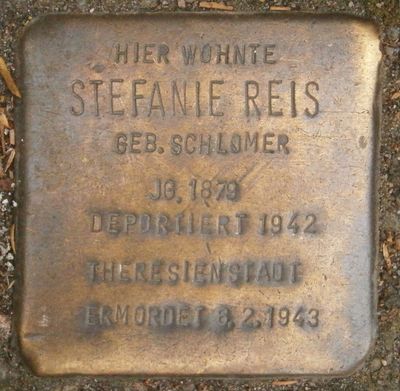 HIER WOHNTE
STEFANIE REIS
GEB. SCHLOMER
JG. 1879
DEPORTIERT 1942
THERESIENSTADT
ERMORDET 8.2.1943